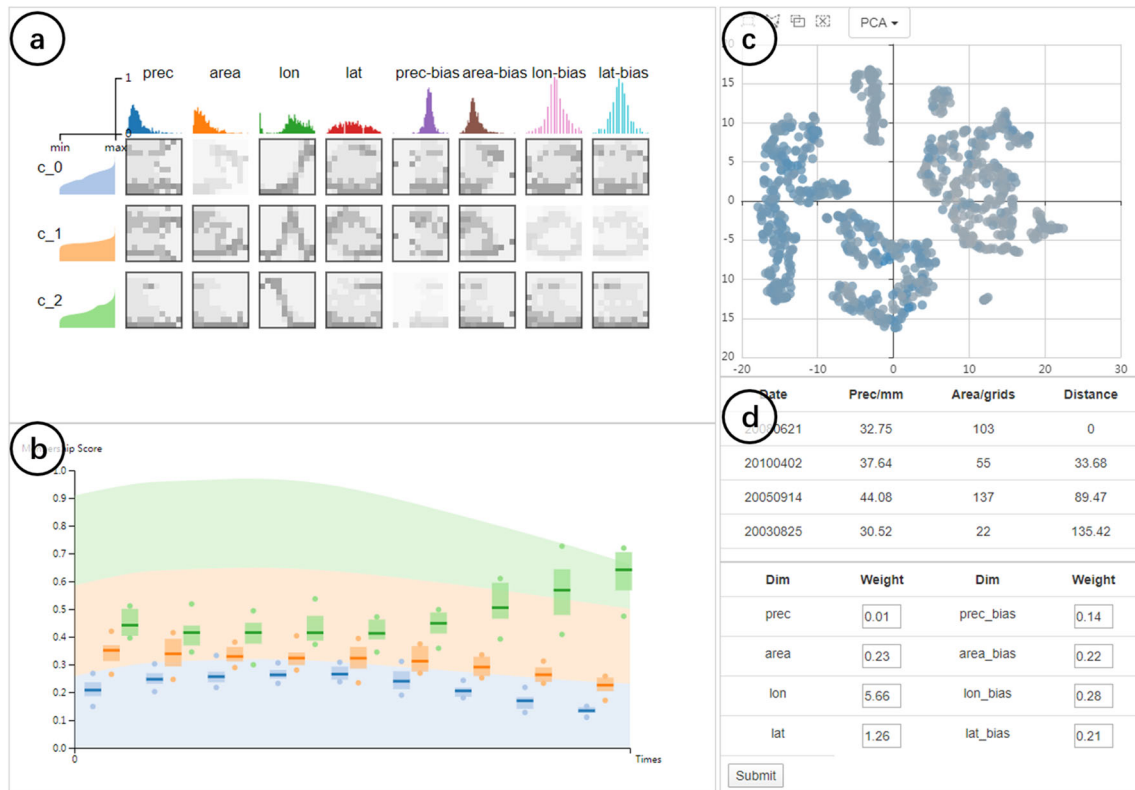 a
prec area lon lat prec-bias area-bias lon-bias lat-bias
1
0
min max
c_0
c_1
c_2
b
Score
1.0
0.9
0.8
0.7
0.6
0.5
0.4
0.3
0.2
0.1
0.0
0 Times
c
PCA
15
10
5
0
-5
10
15
20
-20 -10 0 10 20 30
d
Date Prec/mm Area/grids Distance
32.75 103 0
20100402 37.64 55 33.68
20050914 44.08 137 89.47
20030825 30.52 22 135.42
Dim Weight Dim Weight
prec 0.01 prec_bias 0.14
area 0.23 area_bias 0.22
lon 5.66 lon_bias 0.28
lat 1.26 lat_bias 0.21
Submit